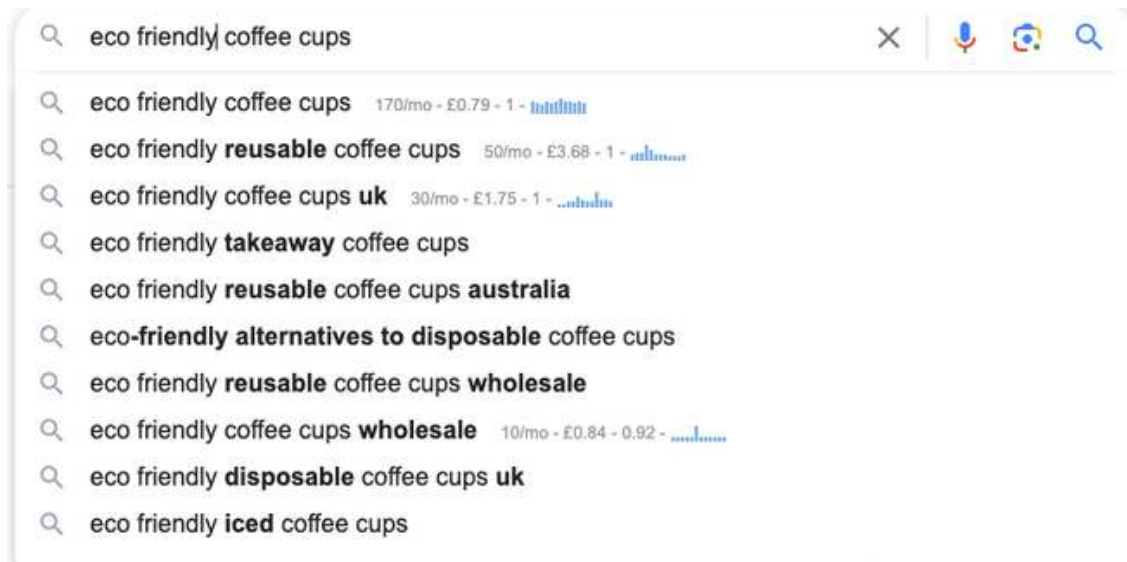 eco friendly coffee cups
eco friendly coffee cups 170/mo - £0.79 - 1 -
eco friendly reusable coffee cups 50/mo - £3.68 - 1 -
eco friendly coffee cups uk 30/mo - £1.75 - 1 -
eco friendly takeaway coffee cups
eco friendly reusable coffee cups australia
eco-friendly alternatives to disposable coffee cups
eco friendly reusable coffee cups wholesale
eco friendly coffee cups wholesale 10/mo - £0.84 - 0.92 -
eco friendly disposable coffee cups uk
eco friendly iced coffee cups